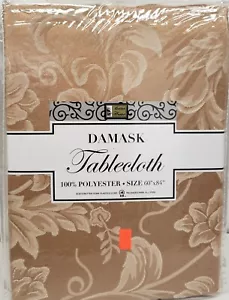 DAMASK
Tablecloth
100% POLYESTER • SIZE 60"x84"